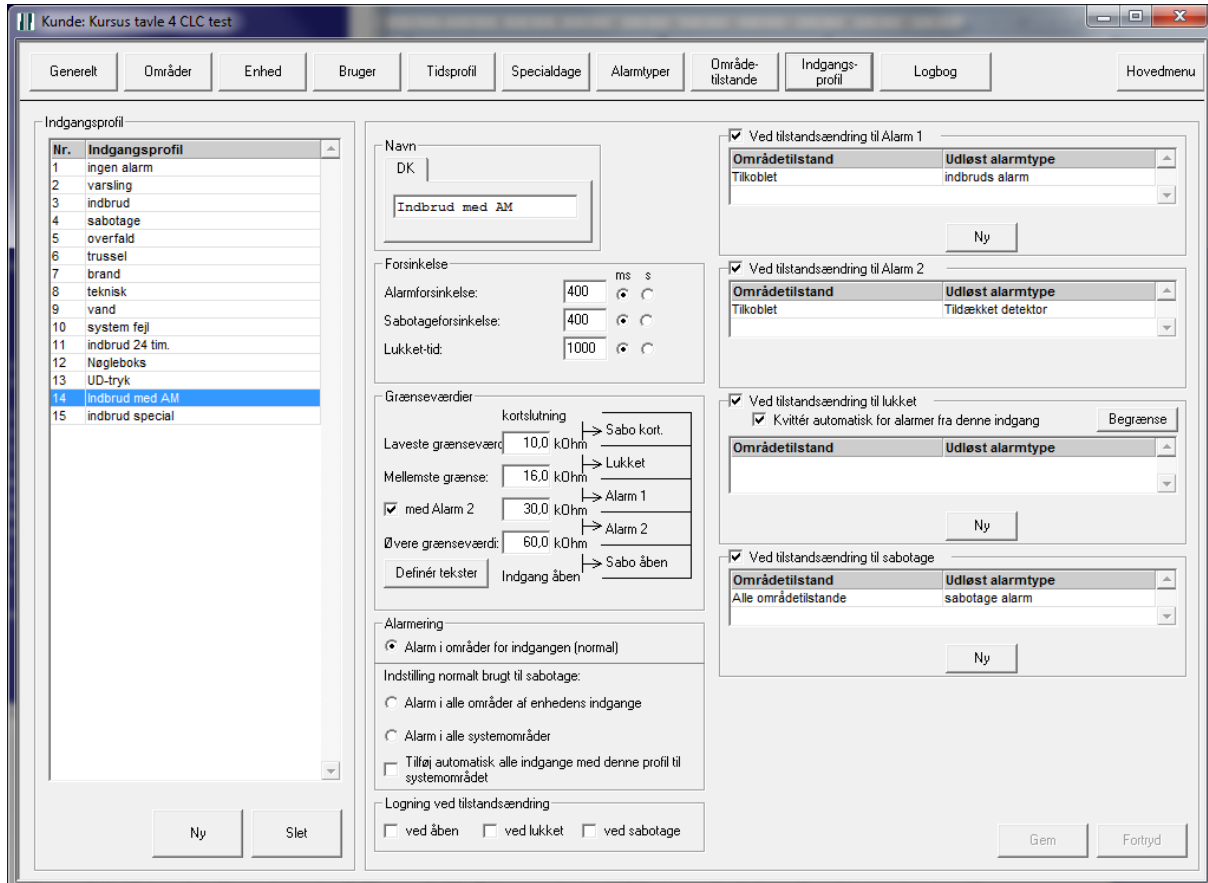 Kunde: Kursus tavle 4 CLC test
Generelt
Områder
Enhed
Bruger
Tidsprofil
Specialdage
Alarmtyper
Område-
tilstande
Indgangs-
profil
Logbog
Hovedmenu
Indgangsprofil
Nr. Indgangsprofil
1 ingen alarm
2 varsling
3 indbrud
4 sabotage
5 overfald
6 trussel
7 brand
8 teknisk
9 vand
10 system fejl
11 indbrud 24 tim.
12 Nøgleboks
13 UD-tryk
14 Indbrud med AM
15 indbrud special
Ny
Slet
Navn
DK
Indbrud med AM
Forsinkelse
ms s
Alarmforsinkelse: 400
Sabotageforsinkelse: 400
Lukket-tid: 1000
Grænseværdier
kortslutning
Sabo kort.
Laveste grænseværd 10,0 kOhm
Lukket
Mellemste grænse: 16,0 kOhm
Alarm 1
med Alarm 2 30,0 kOhm
Alarm 2
Øvere grænseværdi: 60,0 kOhm
Sabo åben
Definér tekster
Indgang åben
Alarmering
Alarm i områder for indgangen (normal)
Indstilling normalt brugt til sabotage:
Alarm i alle områder af enhedens indgange
Alarm i alle systemområder
Tilføj automatisk alle indgange med denne profil til
systemområdet
Logning ved tilstandsændring
ved åben ved lukket ved sabotage
Ved tilstandsændring til Alarm 1
Områdetilstand Udløst alarmtype
Tilkoblet indbruds alarm
Ny
Ved tilstandsændring til Alarm 2
Områdetilstand Udløst alarmtype
Tilkoblet Tildækket detektor
Ved tilstandsændring til lukket
Kvittér automatisk for alarmer fra denne indgang
Begrænse
Områdetilstand Udløst alarmtype
Ny
Ved tilstandsændring til sabotage
Områdetilstand Udløst alarmtype
Alle områdetilstande sabotage alarm
Ny
Gem
Fortryd